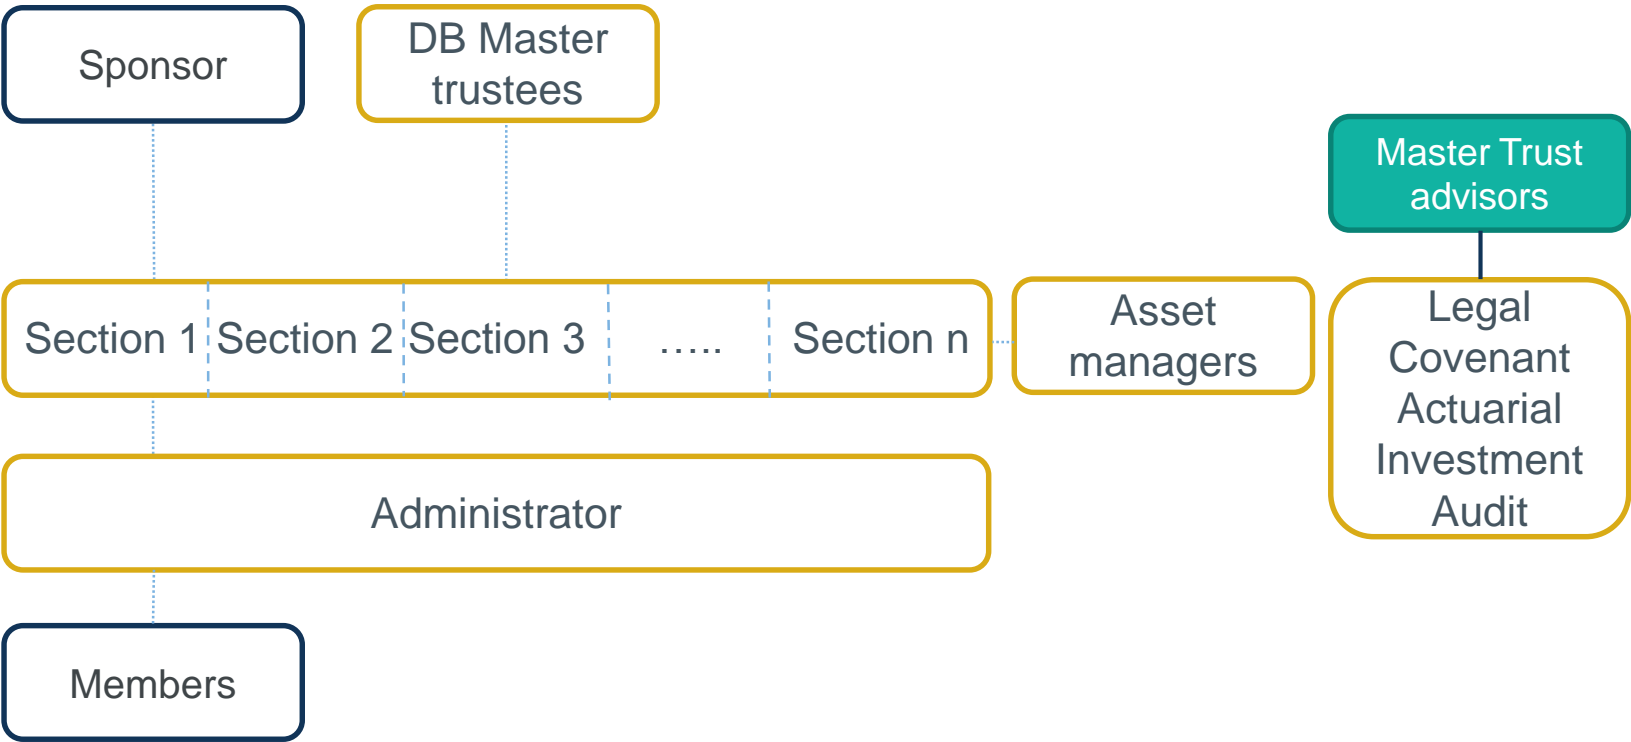 Sponsor
DB Master
trustees
Master Trust
advisors
Section 1
Section 2
Section 3
.....
Section n
Asset
managers
Legal
Covenant
Actuarial
Investment
Audit
Administrator
Members